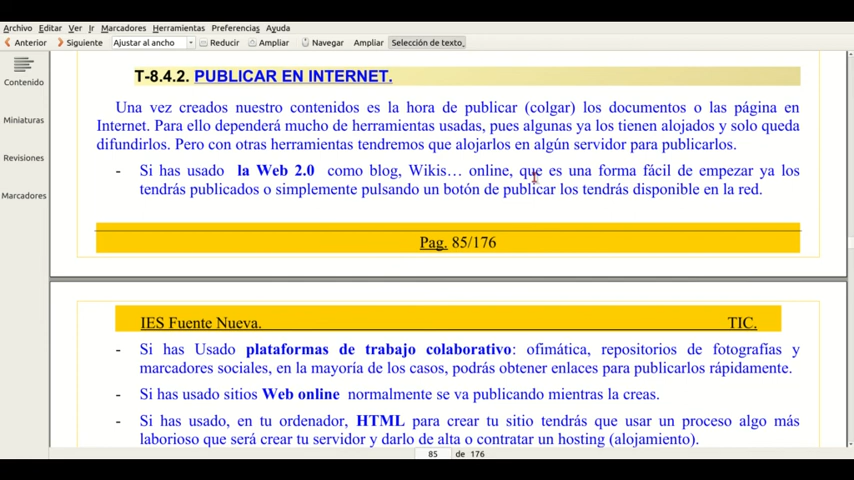 Archivo Editar Ver Ir Marcadores Herramientas Preferencias Ayuda
Anterior Siguiente Ajustar al ancho Reducir Ampliar Navegar Ampliar Selección de texto
Contenido
Miniaturas
Revisiones
Marcadores
T-8.4.2. PUBLICAR EN INTERNET.
Una vez creados nuestro contenidos es la hora de publicar (colgar) los documentos o las página en
Internet. Para ello dependerá mucho de herramientas usadas, pues algunas ya los tienen alojados y solo queda
difundirlos. Pero con otras herramientas tendremos que alojarlos en algún servidor para publicarlos.
- Si has usado la Web 2.0 como blog, Wikis… online, que es una forma fácil de empezar ya los
tendrás publicados o simplemente pulsando un botón de publicar los tendrás disponible en la red.
Pag. 85/176
IES Fuente Nueva. TIC.
- Si has Usado plataformas de trabajo colaborativo: ofimática, repositorios de fotografías y
marcadores sociales, en la mayoría de los casos, podrás obtener enlaces para publicarlos rápidamente.
- Si has usado sitios Web online normalmente se va publicando mientras la creas.
- Si has usado, en tu ordenador, HTML para crear tu sitio tendrás que usar un proceso algo más
laborioso que será crear tu servidor y darlo de alta o contratar un hosting (alojamiento).
85 de 176